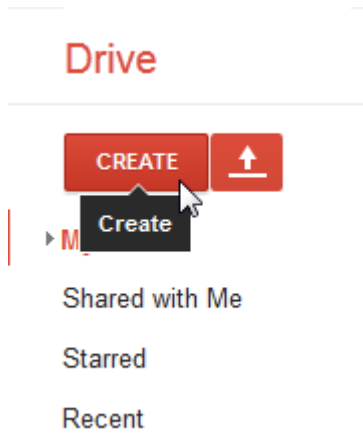 Drive
CREATE
Create
Shared with Me
Starred
Recent